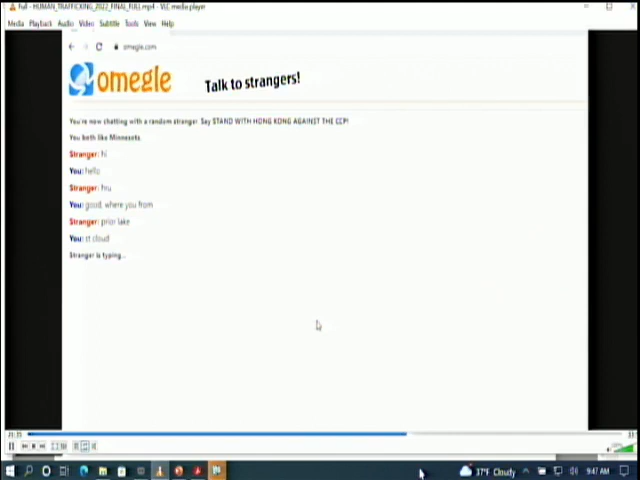 Full - HUMAN_TRAFFICKING_2022_FINAL_FULL.mp4 - VLC media player
Media Playback Audio Video Subtitle Tools View Help
omegle.com
omegle Talk to strangers!
You're now chatting with a random stranger. Say STAND WITH HONG KONG AGAINST THE CCP!
You both like Minnesota.
Stranger: hi
You: hello
Stranger: hru
You: good, where you from
Stranger: prior lake
You: st cloud
Stranger is typing...
37°F Cloudy
9:47 AM